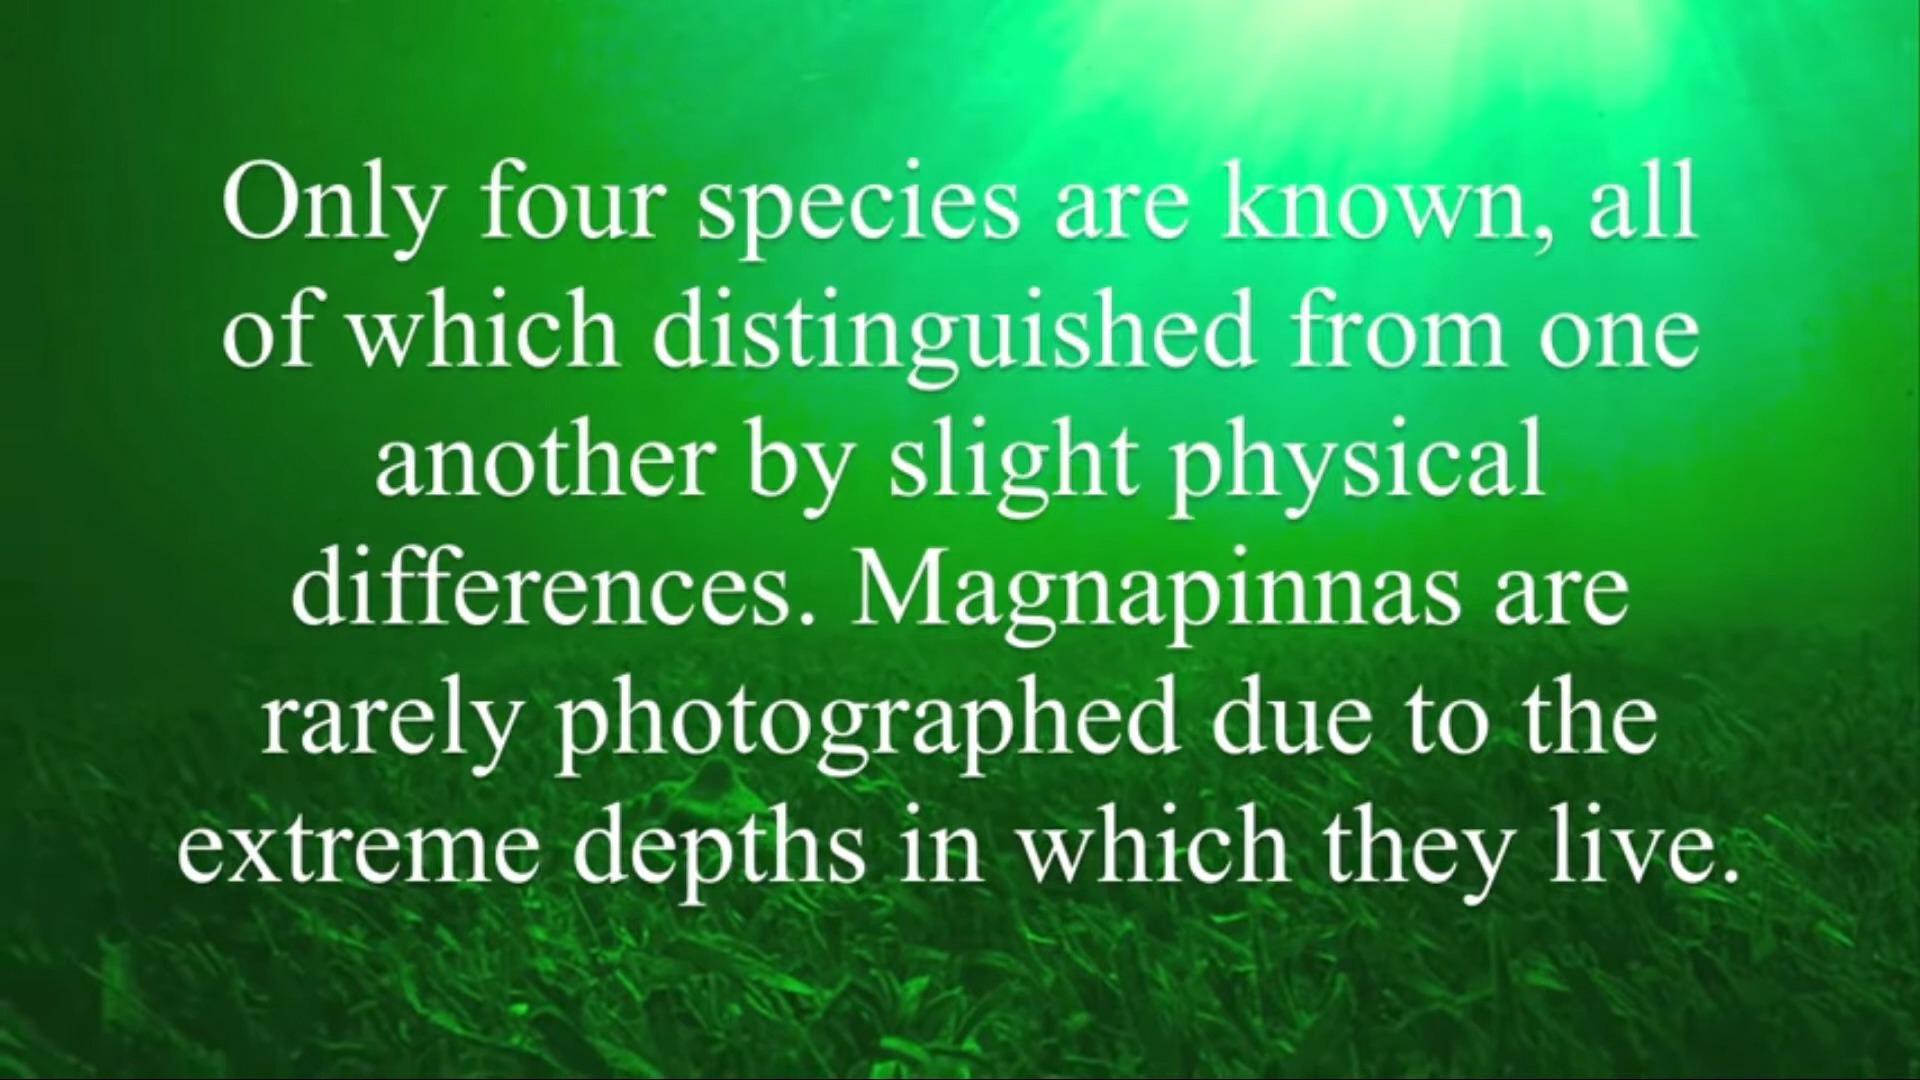 Only four species are known, all
of which distinguished from one
another by slight physical
differences. Magnapinnas are
rarely photographed due to the
extreme depths in which they live.